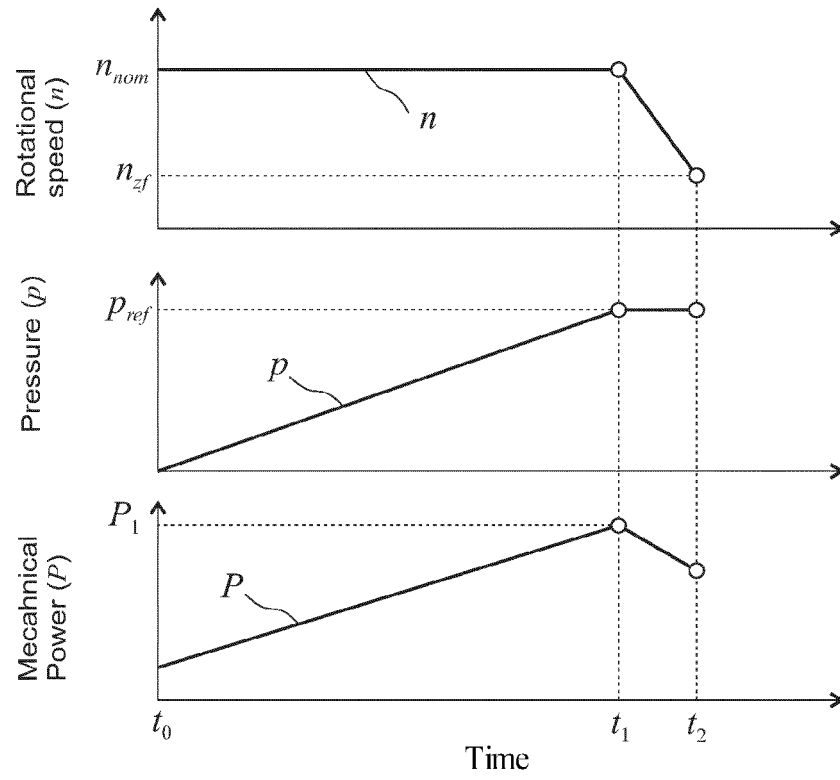 Rotational
speed (n)
n_nom
n
n_zf
Pressure (p)
p_ref
p
Mecahnical
Power (P)
P_1
P
t_0
t_1
t_2
Time